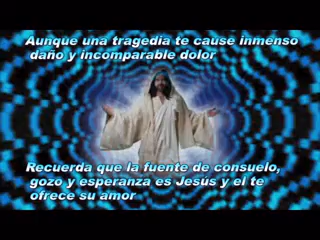 Aunque una tragedia te cause inmenso
daño y incomparable dolor
Recuerda que la fuente de consuelo,
gozo y esperanza es Jesús y el te
ofrece su amor